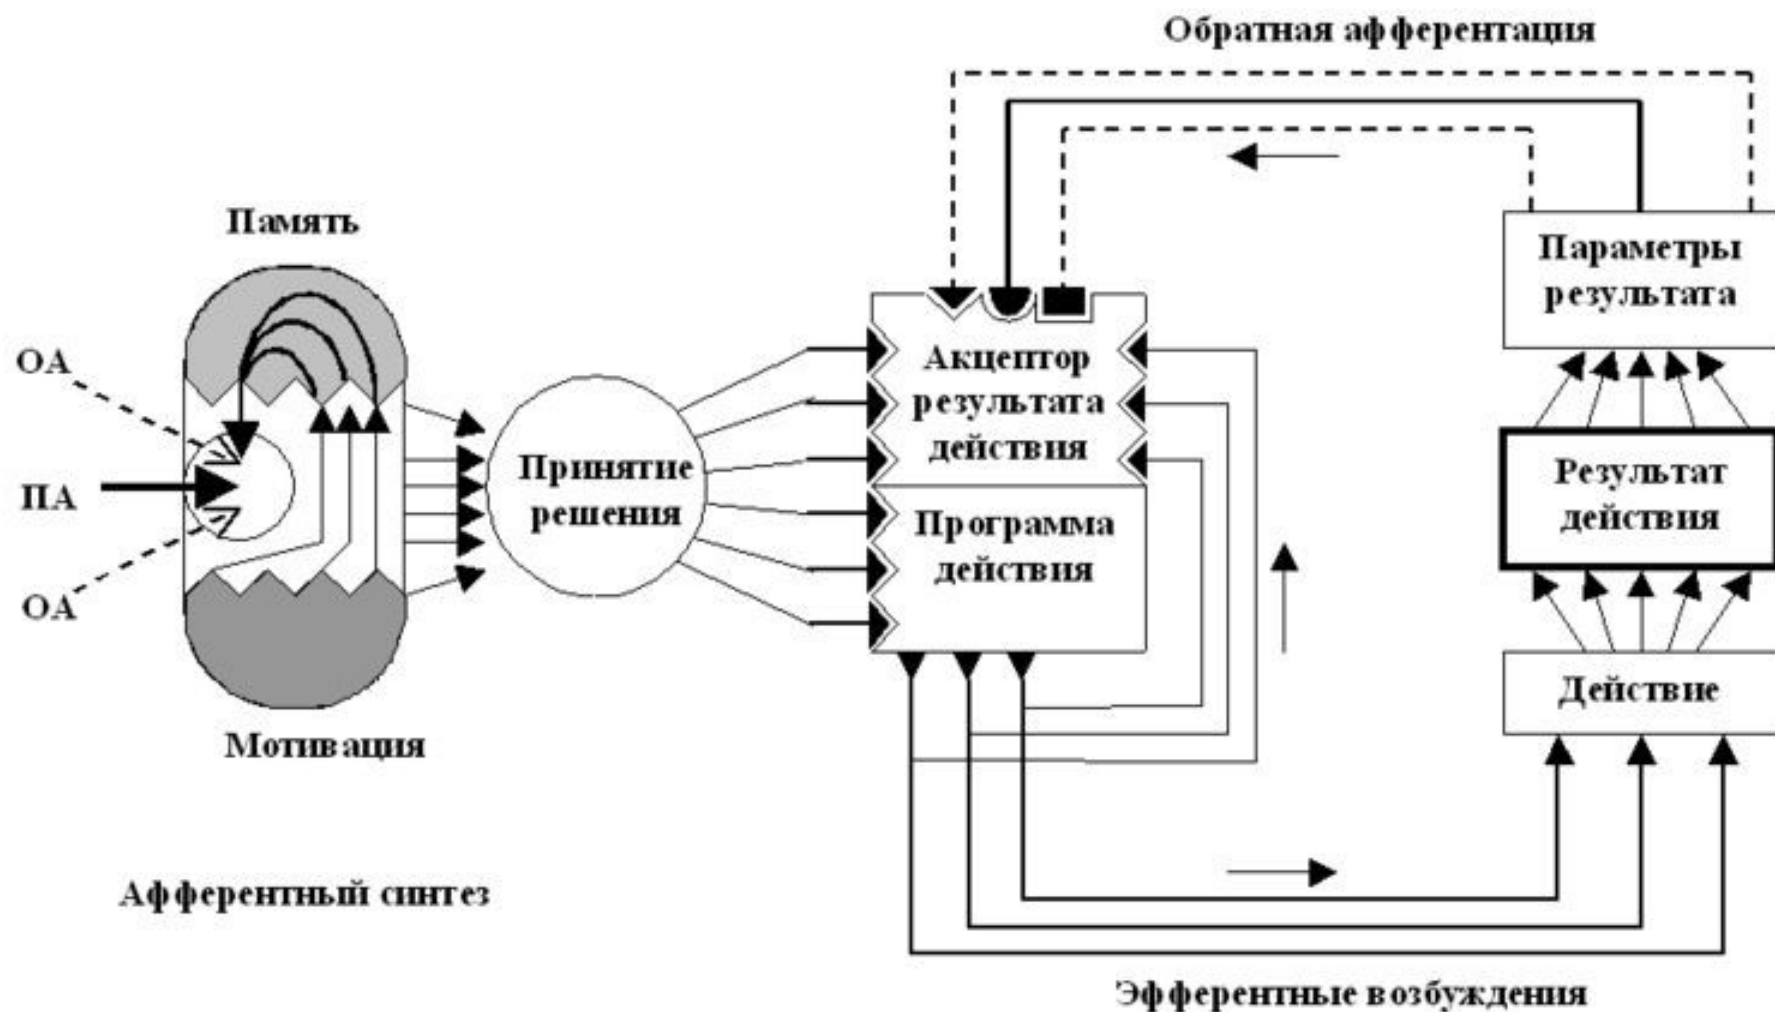 Обратная афферентация
Память
Параметры
результата
ОА
ПА
ОА
Принятие
решения
Акцептор
результата
действия
Программа
действия
Результат
действия
Действие
Мотивация
Афферентный синтез
Эфферентные возбуждения